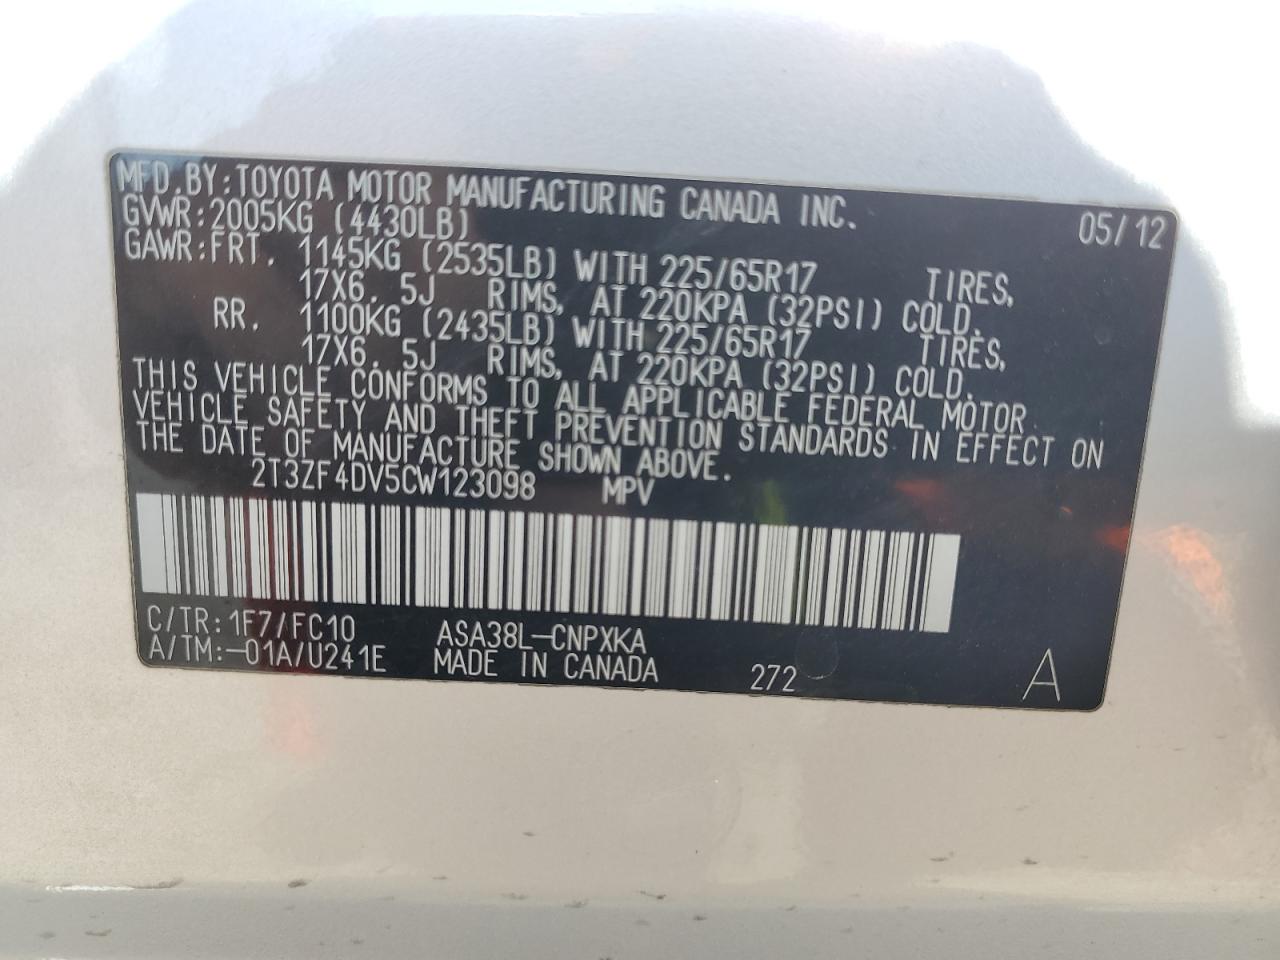 MFD.BY:TOYOTA MOTOR MANUFACTURING CANADA INC. 05/12
GVWR:2005KG (4430LB)
GAWR:FRT. 1145KG (2535LB) WITH 225/65R17 TIRES,
17X6.5J RIMS, AT 220KPA (32PSI) COLD.
RR. 1100KG (2435LB) WITH 225/65R17 TIRES,
17X6.5J RIMS, AT 220KPA (32PSI) COLD.
THIS VEHICLE CONFORMS TO ALL APPLICABLE FEDERAL MOTOR
VEHICLE SAFETY AND THEFT PREVENTION STANDARDS IN EFFECT ON
THE DATE OF MANUFACTURE SHOWN ABOVE.
2T3ZF4DV5CW123098 MPV
C/TR:1F7/FC10 ASA38L-CNPXKA
A/TM:-01A/U241E MADE IN CANADA 272 A